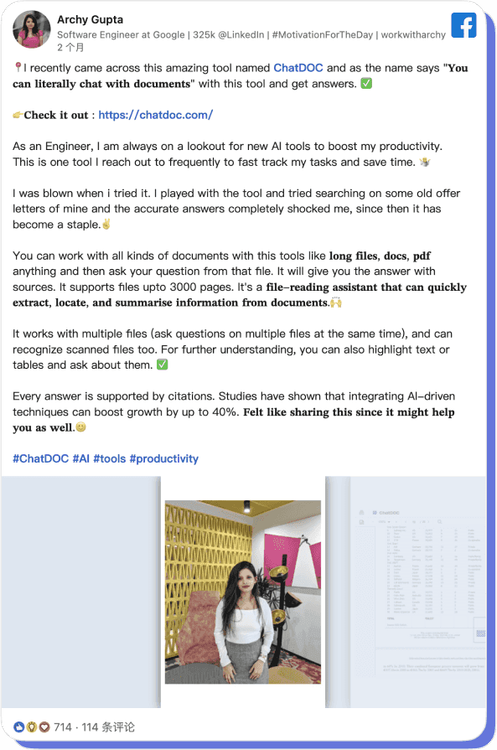 Archy Gupta
Software Engineer at Google | 325k @LinkedIn | #MotivationForTheDay | workwitharchy
2 个月
📍I recently came across this amazing tool named ChatDOC and as the name says "You
can literally chat with documents" with this tool and get answers. ✅
👉Check it out : https://chatdoc.com/
As an Engineer, I am always on a lookout for new AI tools to boost my productivity.
This is one tool I reach out to frequently to fast track my tasks and save time.
I was blown when i tried it. I played with the tool and tried searching on some old offer
letters of mine and the accurate answers completely shocked me, since then it has
become a staple.✌
You can work with all kinds of documents with this tools like long files, docs, pdf
anything and then ask your question from that file. It will give you the answer with
sources. It supports files upto 3000 pages. It's a file-reading assistant that can quickly
extract, locate, and summarise information from documents.🙌
It works with multiple files (ask questions on multiple files at the same time), and can
recognize scanned files too. For further understanding, you can also highlight text or
tables and ask about them. ✅
Every answer is supported by citations. Studies have shown that integrating AI-driven
techniques can boost growth by up to 40%. Felt like sharing this since it might help
you as well.😊
#ChatDOC #AI #tools #productivity
714 · 114 条评论